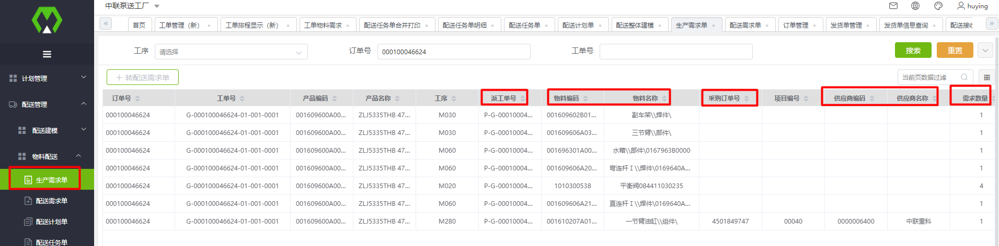 中联泵送工厂
huying
首页 工单管理（新） × 工单排程显示（新） × 工单物料需求 × 配送任务单合并打印 × 配送任务单明细 × 配送任务单 × 配送计划单 × 配送整体建模 × 生产需求单 × 配送需求单 × 订单管理 × 发货单管理 × 发货单信息查询 × 配送接收
工序 请选择 订单号 000100046624 工单号 搜索 重置
计划管理
配送管理
配送建模
物料配送
生产需求单
配送需求单
配送计划单
配送任务单
+ 转配送需求单 当前页数据过滤
订单号 工单号 产品编码 产品名称 工序 派工单号 物料编码 物料名称 采购订单号 项目编号 供应商编码 供应商名称 需求数量
000100046624 G-000100046624-01-001-0001 001609600A00... ZLJ5335THB 47... M030 P-G-00010004... 001609602B01... 副车架\\焊件\ 1
000100046624 G-000100046624-01-001-0001 001609600A00... ZLJ5335THB 47... M030 P-G-00010004... 001609606A03... 三节臂\\部件\ 1
000100046624 G-000100046624-01-001-0001 001609600A00... ZLJ5335THB 47... M060 P-G-00010004... 001696301A00... 水箱\\部件\0167963B0000 1
000100046624 G-000100046624-01-001-0001 001609600A00... ZLJ5335THB 47... M060 P-G-00010004... 001609606A20... 弯连杆Ⅰ\\焊件\0169640A... 1
000100046624 G-000100046624-01-001-0001 001609600A00... ZLJ5335THB 47... M020 P-G-00010004... 1010300538 平衡阀084411030235 4
000100046624 G-000100046624-01-001-0001 001609600A00... ZLJ5335THB 47... M060 P-G-00010004... 001609606A21... 直连杆Ⅰ\\焊件\0169640A... 1
000100046624 G-000100046624-01-001-0001 001609600A00... ZLJ5335THB 47... M280 P-G-00010004... 001610207A01... 一节臂油缸\\组件\ 4501849747 00040 0000006400 中联重科 1